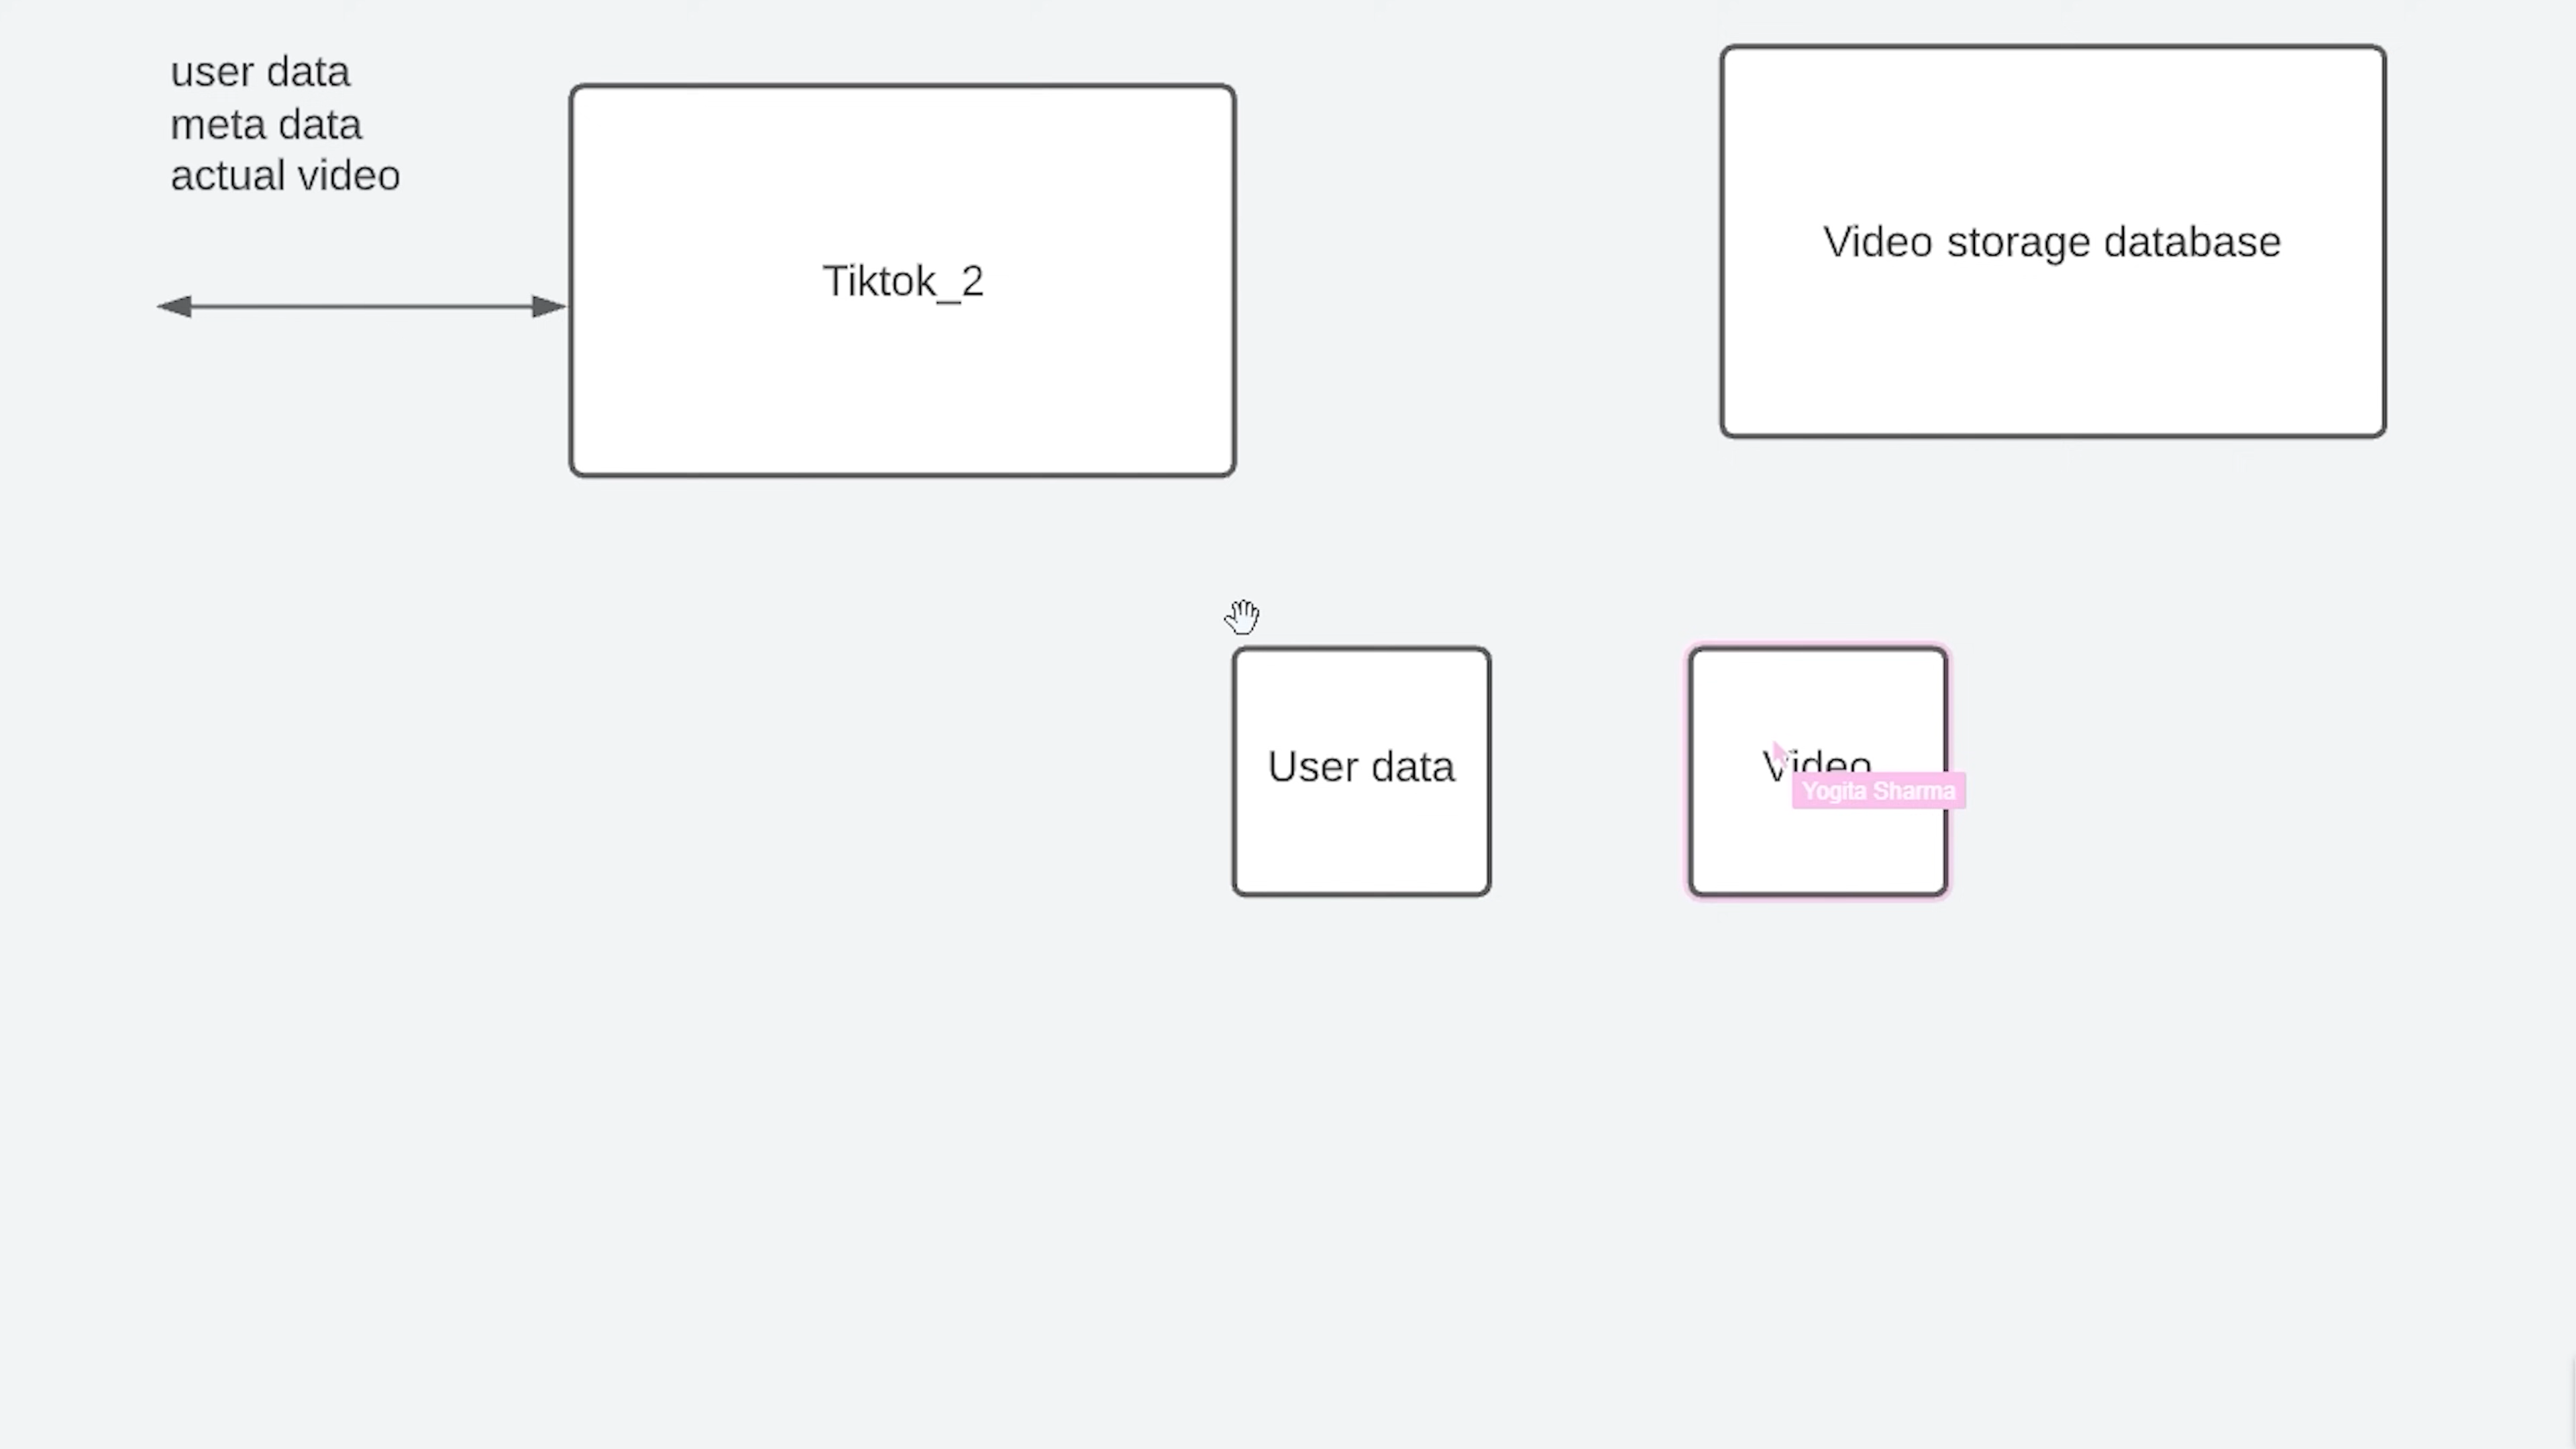 user data
meta data
actual video
Tiktok_2
Video storage database
User data
Video
Yogita Sharma